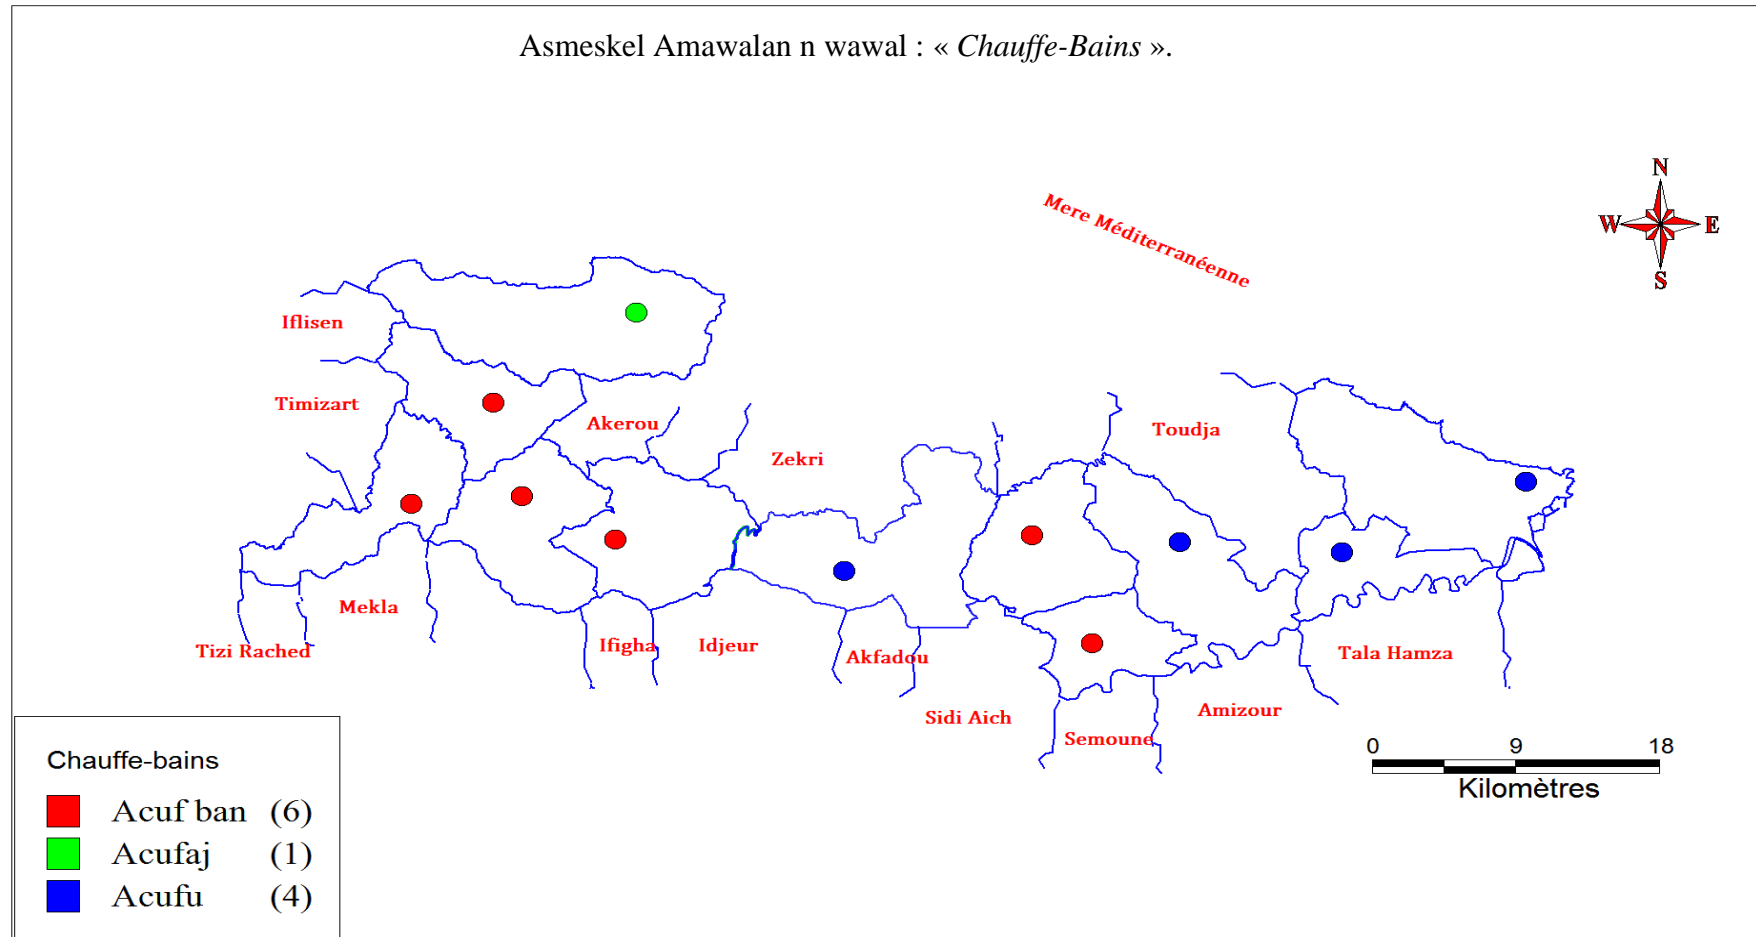 Asmeskel Amawalan n wawal : « Chauffe-Bains ».
N
W E
S
Mere Méditerranéenne
Iflisen
Timizart
Akerou
Toudja
Zekri
Mekla
Tizi Rached
Ifigha
Idjeur
Akfadou
Tala Hamza
Sidi Aich
Amizour
Semoune
0 9 18
Kilomètres
Chauffe-bains
Acuf ban (6)
Acufaj (1)
Acufu (4)